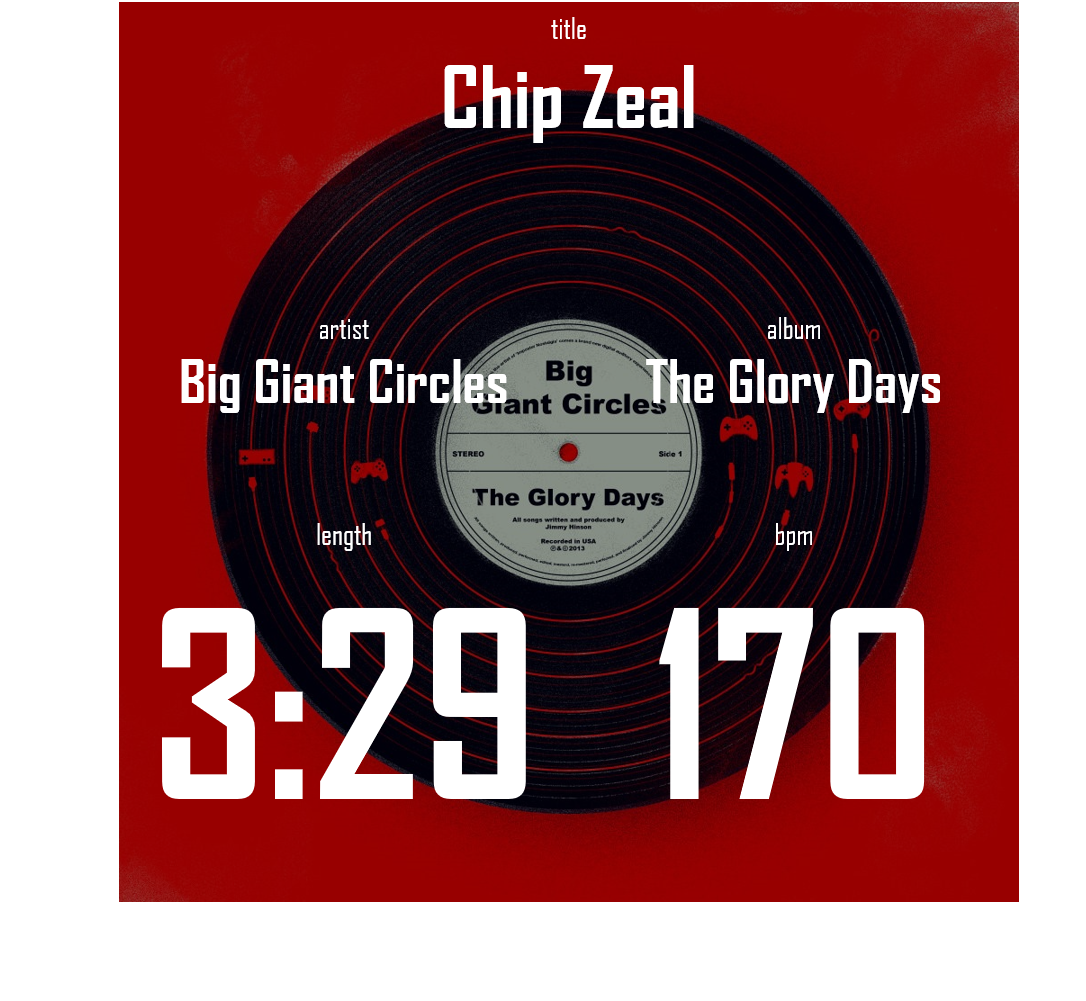 title
Chip Zeal
artist
album
Big Giant Circles
The Glory Days
Big
Giant Circles
STEREO
Side 1
The Glory Days
All songs written and produced by
Jimmy Hinson
Recorded in USA
℗&©2013
length
bpm
3:29
170